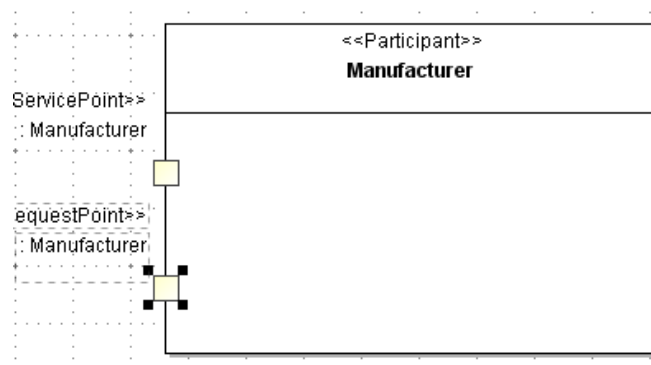 <<Participant>>
Manufacturer
ServicePoint>>
: Manufacturer
equestPoint>>
: Manufacturer